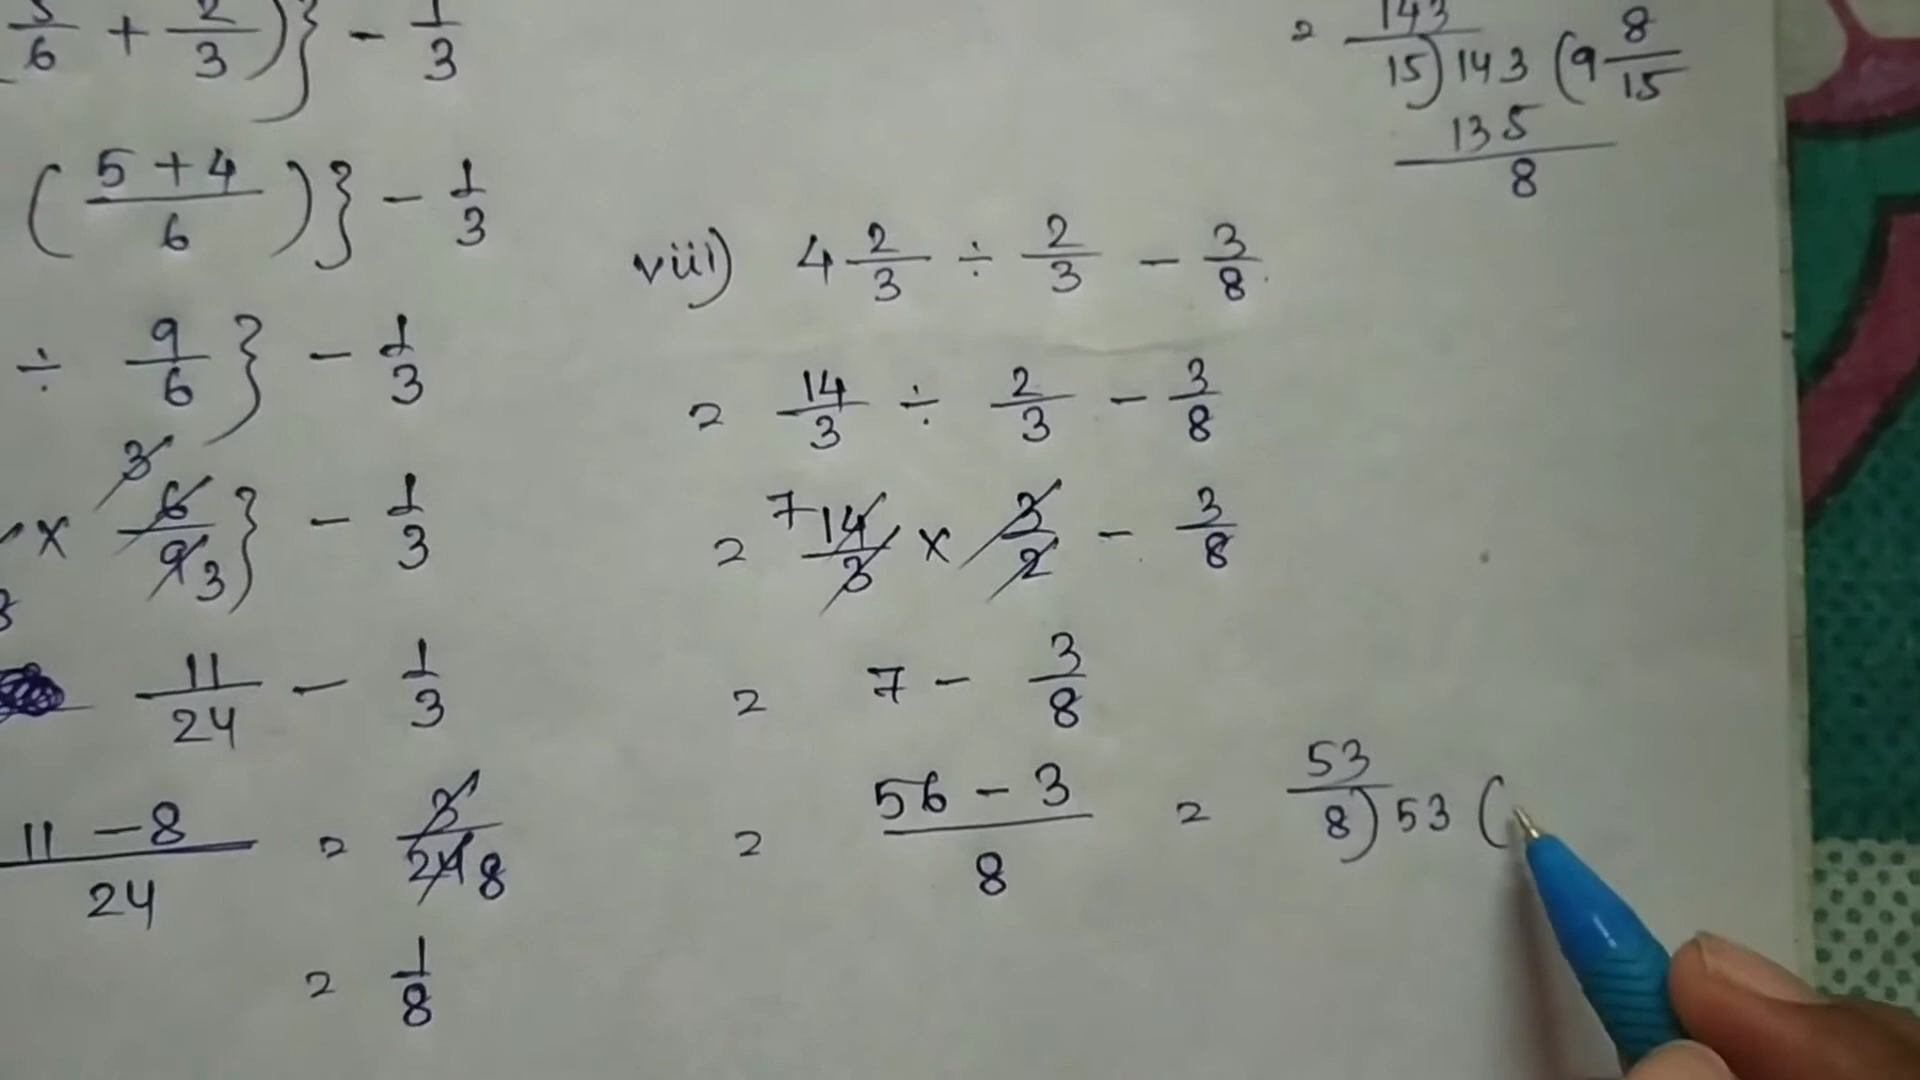 5/6 + 2/3)} - 1/3
(5+4/6)} - 1/3
÷ 9/6} - 1/3
x 3 6/9 3} - 1/3
11/24 - 1/3
11 - 8/24 = 3/24 8
= 1/8
= 143/15) 143 (9 8/15
135
8
viii) 4 2/3 ÷ 2/3 - 3/8
= 14/3 ÷ 2/3 - 3/8
= 7 14/3 x 3/2 - 3/8
= 7 - 3/8
= 56 - 3/8 = 53/8) 53 (